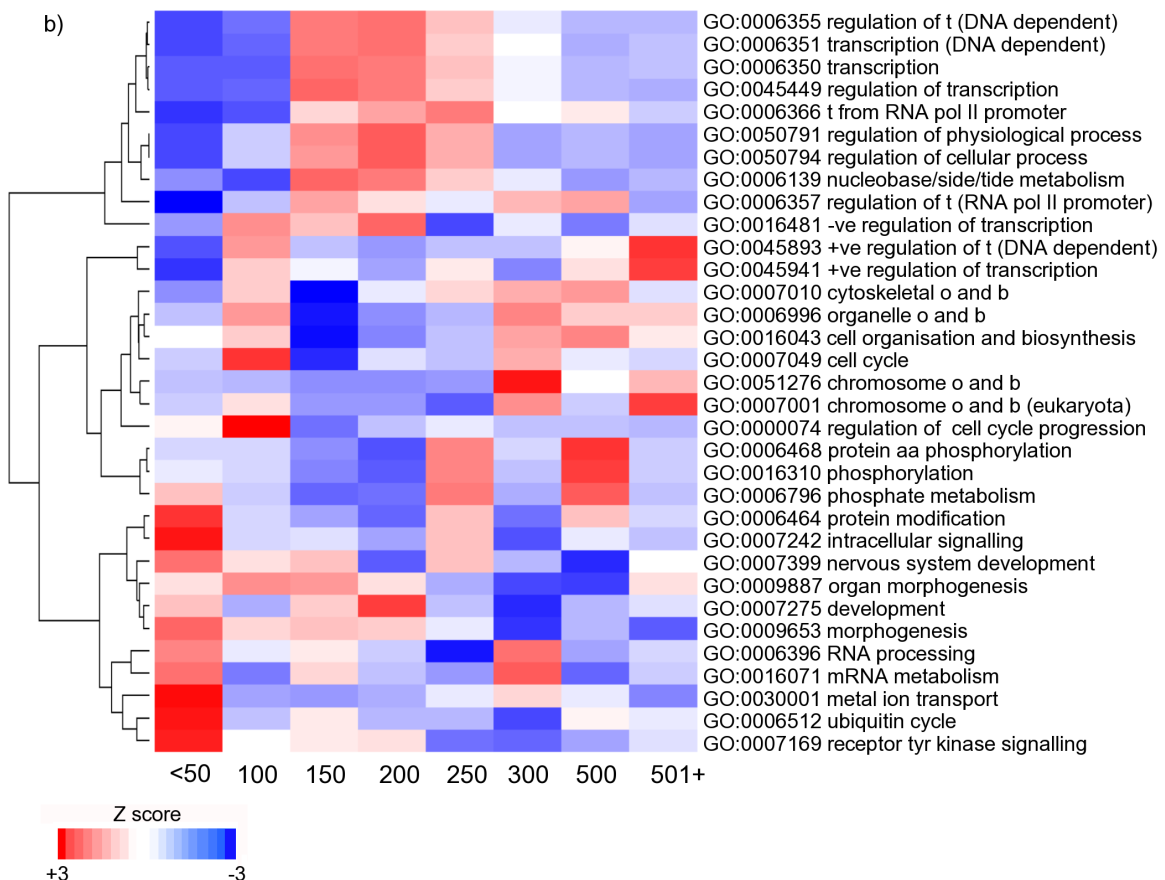 b)
GO:0006355 regulation of t (DNA dependent)
GO:0006351 transcription (DNA dependent)
GO:0006350 transcription
GO:0045449 regulation of transcription
GO:0006366 t from RNA pol II promoter
GO:0050791 regulation of physiological process
GO:0050794 regulation of cellular process
GO:0006139 nucleobase/side/tide metabolism
GO:0006357 regulation of t (RNA pol II promoter)
GO:0016481 -ve regulation of transcription
GO:0045893 +ve regulation of t (DNA dependent)
GO:0045941 +ve regulation of transcription
GO:0007010 cytoskeletal o and b
GO:0006996 organelle o and b
GO:0016043 cell organisation and biosynthesis
GO:0007049 cell cycle
GO:0051276 chromosome o and b
GO:0007001 chromosome o and b (eukaryota)
GO:0000074 regulation of cell cycle progression
GO:0006468 protein aa phosphorylation
GO:0016310 phosphorylation
GO:0006796 phosphate metabolism
GO:0006464 protein modification
GO:0007242 intracellular signalling
GO:0007399 nervous system development
GO:0009887 organ morphogenesis
GO:0007275 development
GO:0009653 morphogenesis
GO:0006396 RNA processing
GO:0016071 mRNA metabolism
GO:0030001 metal ion transport
GO:0006512 ubiquitin cycle
GO:0007169 receptor tyr kinase signalling
<50 100 150 200 250 300 500 501+
Z score
+3 -3